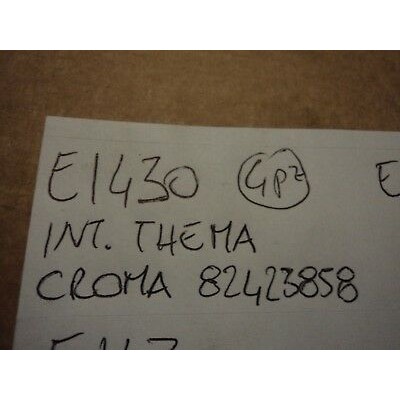 E1430 4pz E
INT. THEMA
CROMA 82423858